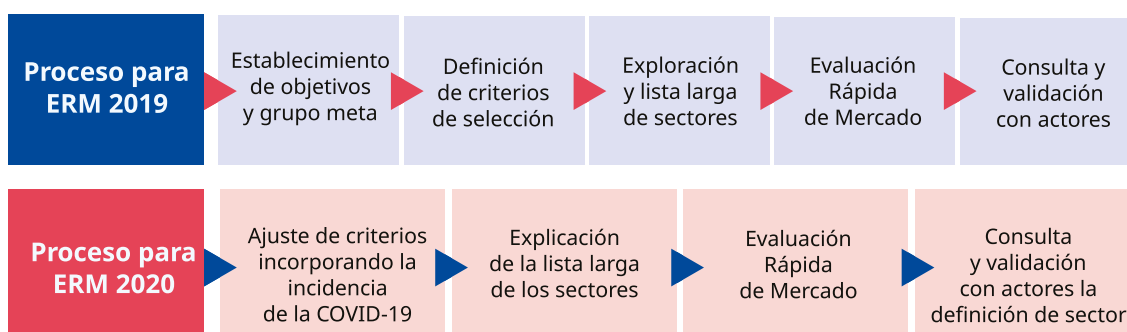 Proceso para
ERM 2019
Establecimiento
de objetivos
y grupo meta
Definición
de criterios
de selección
Exploración
y lista larga
de sectores
Evaluación
Rápida
de Mercado
Consulta y
validación
con actores
Proceso para
ERM 2020
Ajuste de criterios
incorporando la
incidencia
de la COVID-19
Explicación
de la lista larga
de los sectores
Evaluación
Rápida
de Mercado
Consulta
y validación
con actores la
definición de sector